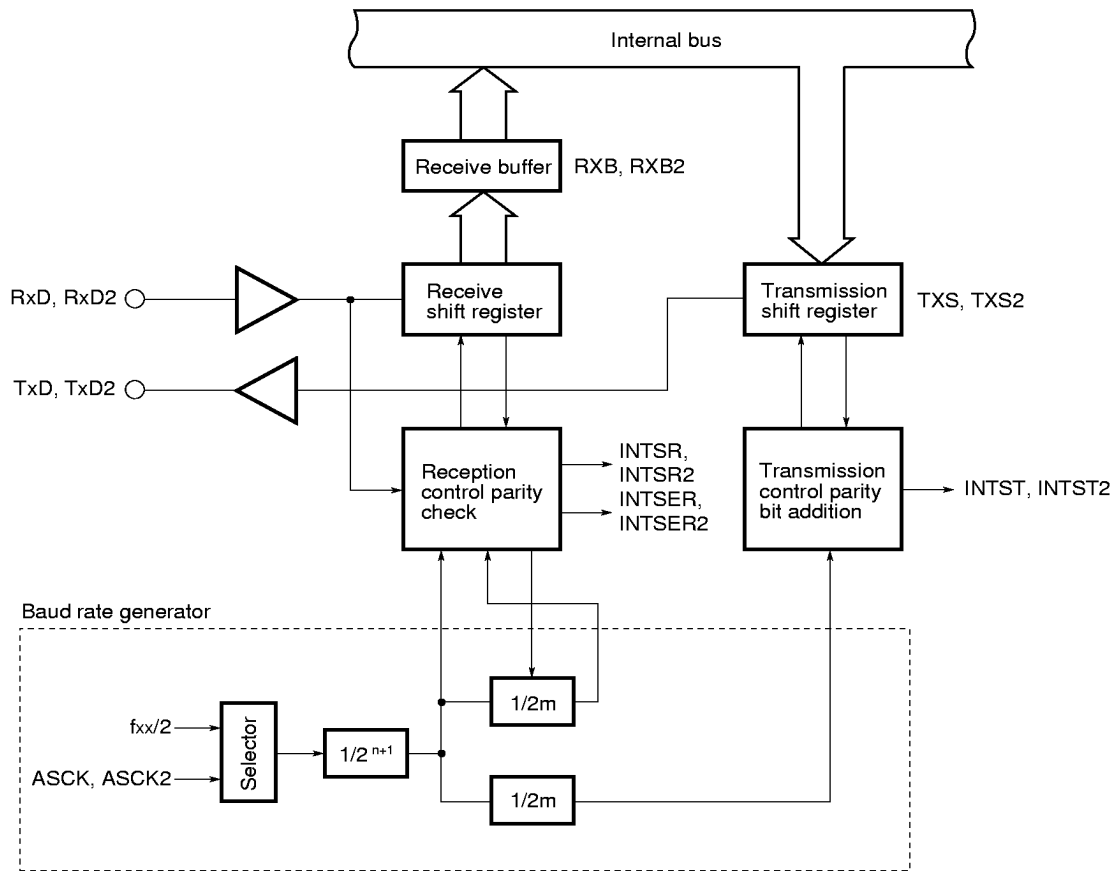 Internal bus
Receive buffer
RXB, RXB2
RxD, RxD2
Receive
shift register
Transmission
shift register
TXS, TXS2
TxD, TxD2
Reception
control parity
check
INTSR,
INTSR2
INTSER,
INTSER2
Transmission
control parity
bit addition
INTST, INTST2
Baud rate generator
fxx/2
ASCK, ASCK2
Selector
1/2 n+1
1/2m
1/2m